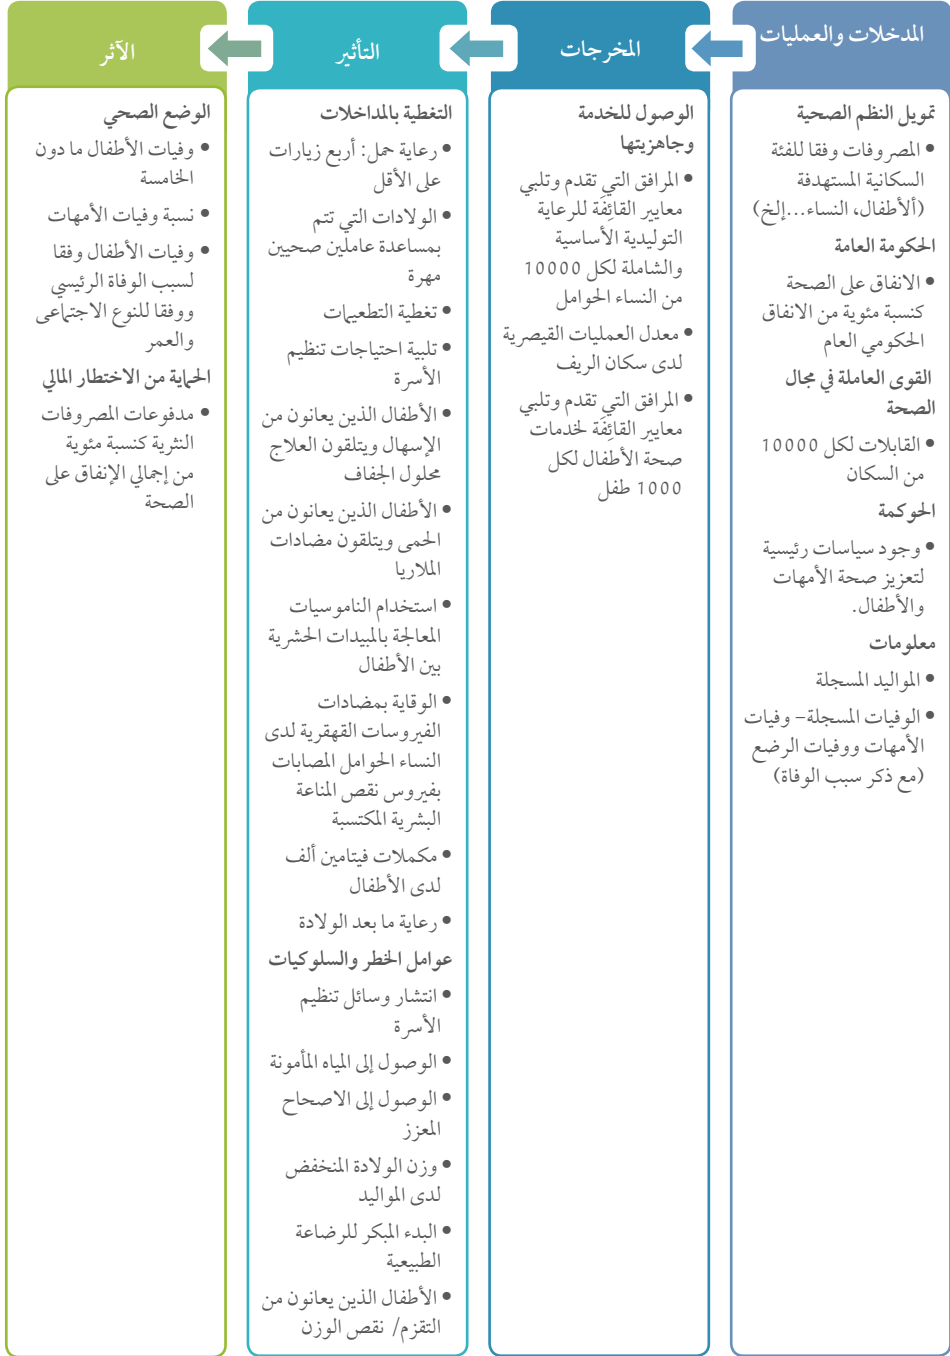 المدخلات والعمليات
تمويل النظم الصحية
• المصروفات وفقا للفئة
السكانية المستهدفة
(ألأطفال، النساء...إلخ)
الحكومة العامة
• الانفاق على الصحة
كنسبة مئوية من الانفاق
الحكومي العام
القوى العاملة في مجال
الصحة
• القابلات لكل 10000
من السكان
الحوكمة
• وجود سياسات رئيسية
لتعزيز صحة الأمهات
والأطفال.
معلومات
• المواليد المسجلة
• الوفيات المسجلة– وفيات
الأمهات ووفيات الرضع
(مع ذكر سبب الوفاة)
المخرجات
الوصول للخدمة
وجاهزيتها
• المرافق التي تقدم وتلبي
معايير القائِفَة للرعاية
التوليدية الأساسية
والشاملة لكل 10000
من النساء الحوامل
• معدل العمليات القيصرية
لدى سكان الريف
• المرافق التي تقدم وتلبي
معايير القائِفَة لخدمات
صحة الأطفال لكل
1000 طفل
التأثير
التغطية بالمداخلات
• رعاية حمل: أربع زيارات
على الأقل
• الولادات التي تتم
بمساعدة عاملين صحيين
مهرة
• تغطية التطعيمات
• تلبية احتياجات تنظيم
الأسرة
• الأطفال الذين يعانون من
الإسهال ويتلقون العلاج
محلول الجفاف
• الأطفال الذين يعانون من
الحمى ويتلقون مضادات
الملاريا
• استخدام الناموسيات
المعالجة بالمبيدات الحشرية
بين الأطفال
• الوقاية بمضادات
الفيروسات القهقرية لدى
النساء الحوامل المصابات
بفيروس نقص المناعة
البشرية المكتسبة
• مكملات فيتامين ألف
لدى الأطفال
• رعاية ما بعد الولادة
عوامل الخطر والسلوكيات
• انتشار وسائل تنظيم
الأسرة
• الوصول إلى المياه المأمونة
• الوصول إلى الاصحاح
المعزز
• وزن الولادة المنخفض
لدى المواليد
• البدء المبكر للرضاعة
الطبيعية
• الأطفال الذين يعانون من
التقزم/ نقص الوزن
الآثر
الوضع الصحي
• وفيات الأطفال ما دون
الخامسة
• نسبة وفيات الأمهات
• وفيات الأطفال وفقا
لسبب الوفاة الرئيسي
ووفقا للنوع الاجتماعى
والعمر
الحماية من الاختطار المالي
• مدفوعات المصروفات
النثرية كنسبة مئوية
من إجمالي الإنفاق على
الصحة